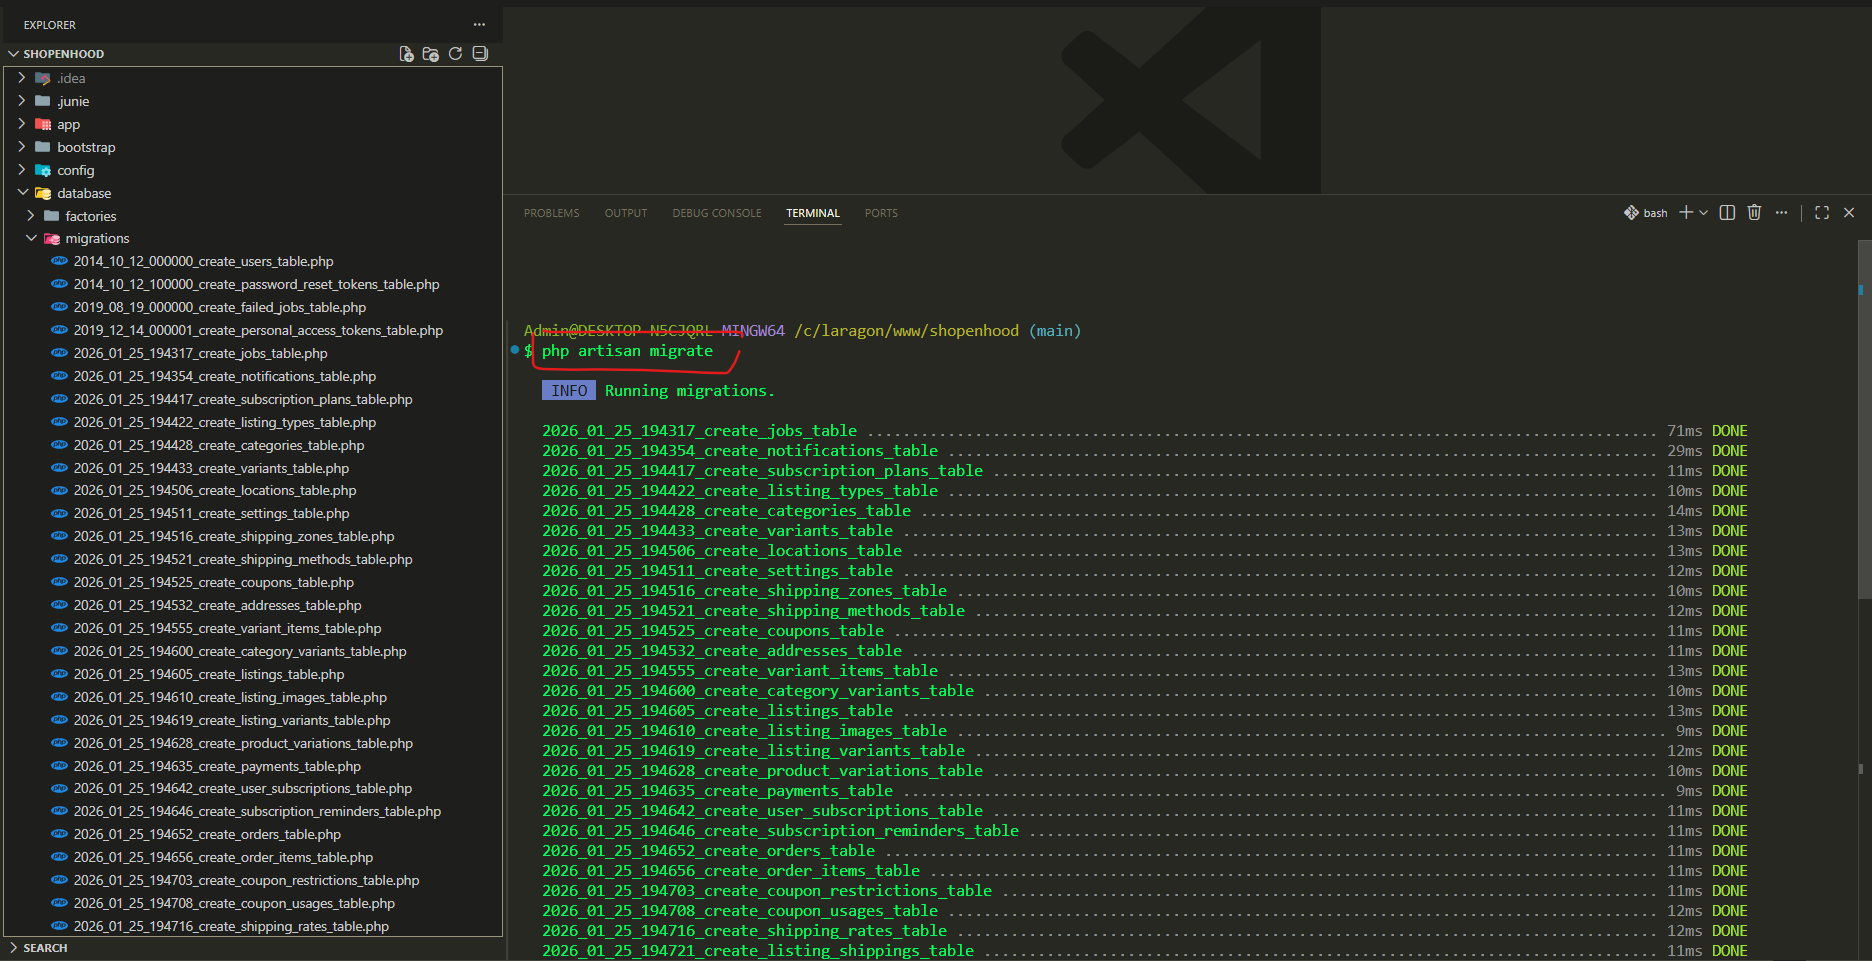 EXPLORER
SHOPENHOOD
.idea
.junie
app
bootstrap
config
database
factories
migrations
2014_10_12_000000_create_users_table.php
2014_10_12_100000_create_password_reset_tokens_table.php
2019_08_19_000000_create_failed_jobs_table.php
2019_12_14_000001_create_personal_access_tokens_table.php
2026_01_25_194317_create_jobs_table.php
2026_01_25_194354_create_notifications_table.php
2026_01_25_194417_create_subscription_plans_table.php
2026_01_25_194422_create_listing_types_table.php
2026_01_25_194428_create_categories_table.php
2026_01_25_194433_create_variants_table.php
2026_01_25_194506_create_locations_table.php
2026_01_25_194511_create_settings_table.php
2026_01_25_194516_create_shipping_zones_table.php
2026_01_25_194521_create_shipping_methods_table.php
2026_01_25_194525_create_coupons_table.php
2026_01_25_194532_create_addresses_table.php
2026_01_25_194555_create_variant_items_table.php
2026_01_25_194600_create_category_variants_table.php
2026_01_25_194605_create_listings_table.php
2026_01_25_194610_create_listing_images_table.php
2026_01_25_194619_create_listing_variants_table.php
2026_01_25_194628_create_product_variations_table.php
2026_01_25_194635_create_payments_table.php
2026_01_25_194642_create_user_subscriptions_table.php
2026_01_25_194646_create_subscription_reminders_table.php
2026_01_25_194652_create_orders_table.php
2026_01_25_194656_create_order_items_table.php
2026_01_25_194703_create_coupon_restrictions_table.php
2026_01_25_194708_create_coupon_usages_table.php
2026_01_25_194716_create_shipping_rates_table.php
SEARCH
PROBLEMS OUTPUT DEBUG CONSOLE TERMINAL PORTS
bash
Admin@DESKTOP-N5CJQRL MINGW64 /c/laragon/www/shopenhood (main)
$ php artisan migrate
INFO Running migrations.
2026_01_25_194317_create_jobs_table 71ms DONE
2026_01_25_194354_create_notifications_table 29ms DONE
2026_01_25_194417_create_subscription_plans_table 11ms DONE
2026_01_25_194422_create_listing_types_table 10ms DONE
2026_01_25_194428_create_categories_table 14ms DONE
2026_01_25_194433_create_variants_table 13ms DONE
2026_01_25_194506_create_locations_table 13ms DONE
2026_01_25_194511_create_settings_table 12ms DONE
2026_01_25_194516_create_shipping_zones_table 10ms DONE
2026_01_25_194521_create_shipping_methods_table 12ms DONE
2026_01_25_194525_create_coupons_table 11ms DONE
2026_01_25_194532_create_addresses_table 11ms DONE
2026_01_25_194555_create_variant_items_table 13ms DONE
2026_01_25_194600_create_category_variants_table 10ms DONE
2026_01_25_194605_create_listings_table 13ms DONE
2026_01_25_194610_create_listing_images_table 9ms DONE
2026_01_25_194619_create_listing_variants_table 12ms DONE
2026_01_25_194628_create_product_variations_table 10ms DONE
2026_01_25_194635_create_payments_table 9ms DONE
2026_01_25_194642_create_user_subscriptions_table 11ms DONE
2026_01_25_194646_create_subscription_reminders_table 11ms DONE
2026_01_25_194652_create_orders_table 11ms DONE
2026_01_25_194656_create_order_items_table 11ms DONE
2026_01_25_194703_create_coupon_restrictions_table 11ms DONE
2026_01_25_194708_create_coupon_usages_table 12ms DONE
2026_01_25_194716_create_shipping_rates_table 12ms DONE
2026_01_25_194721_create_listing_shippings_table 11ms DONE